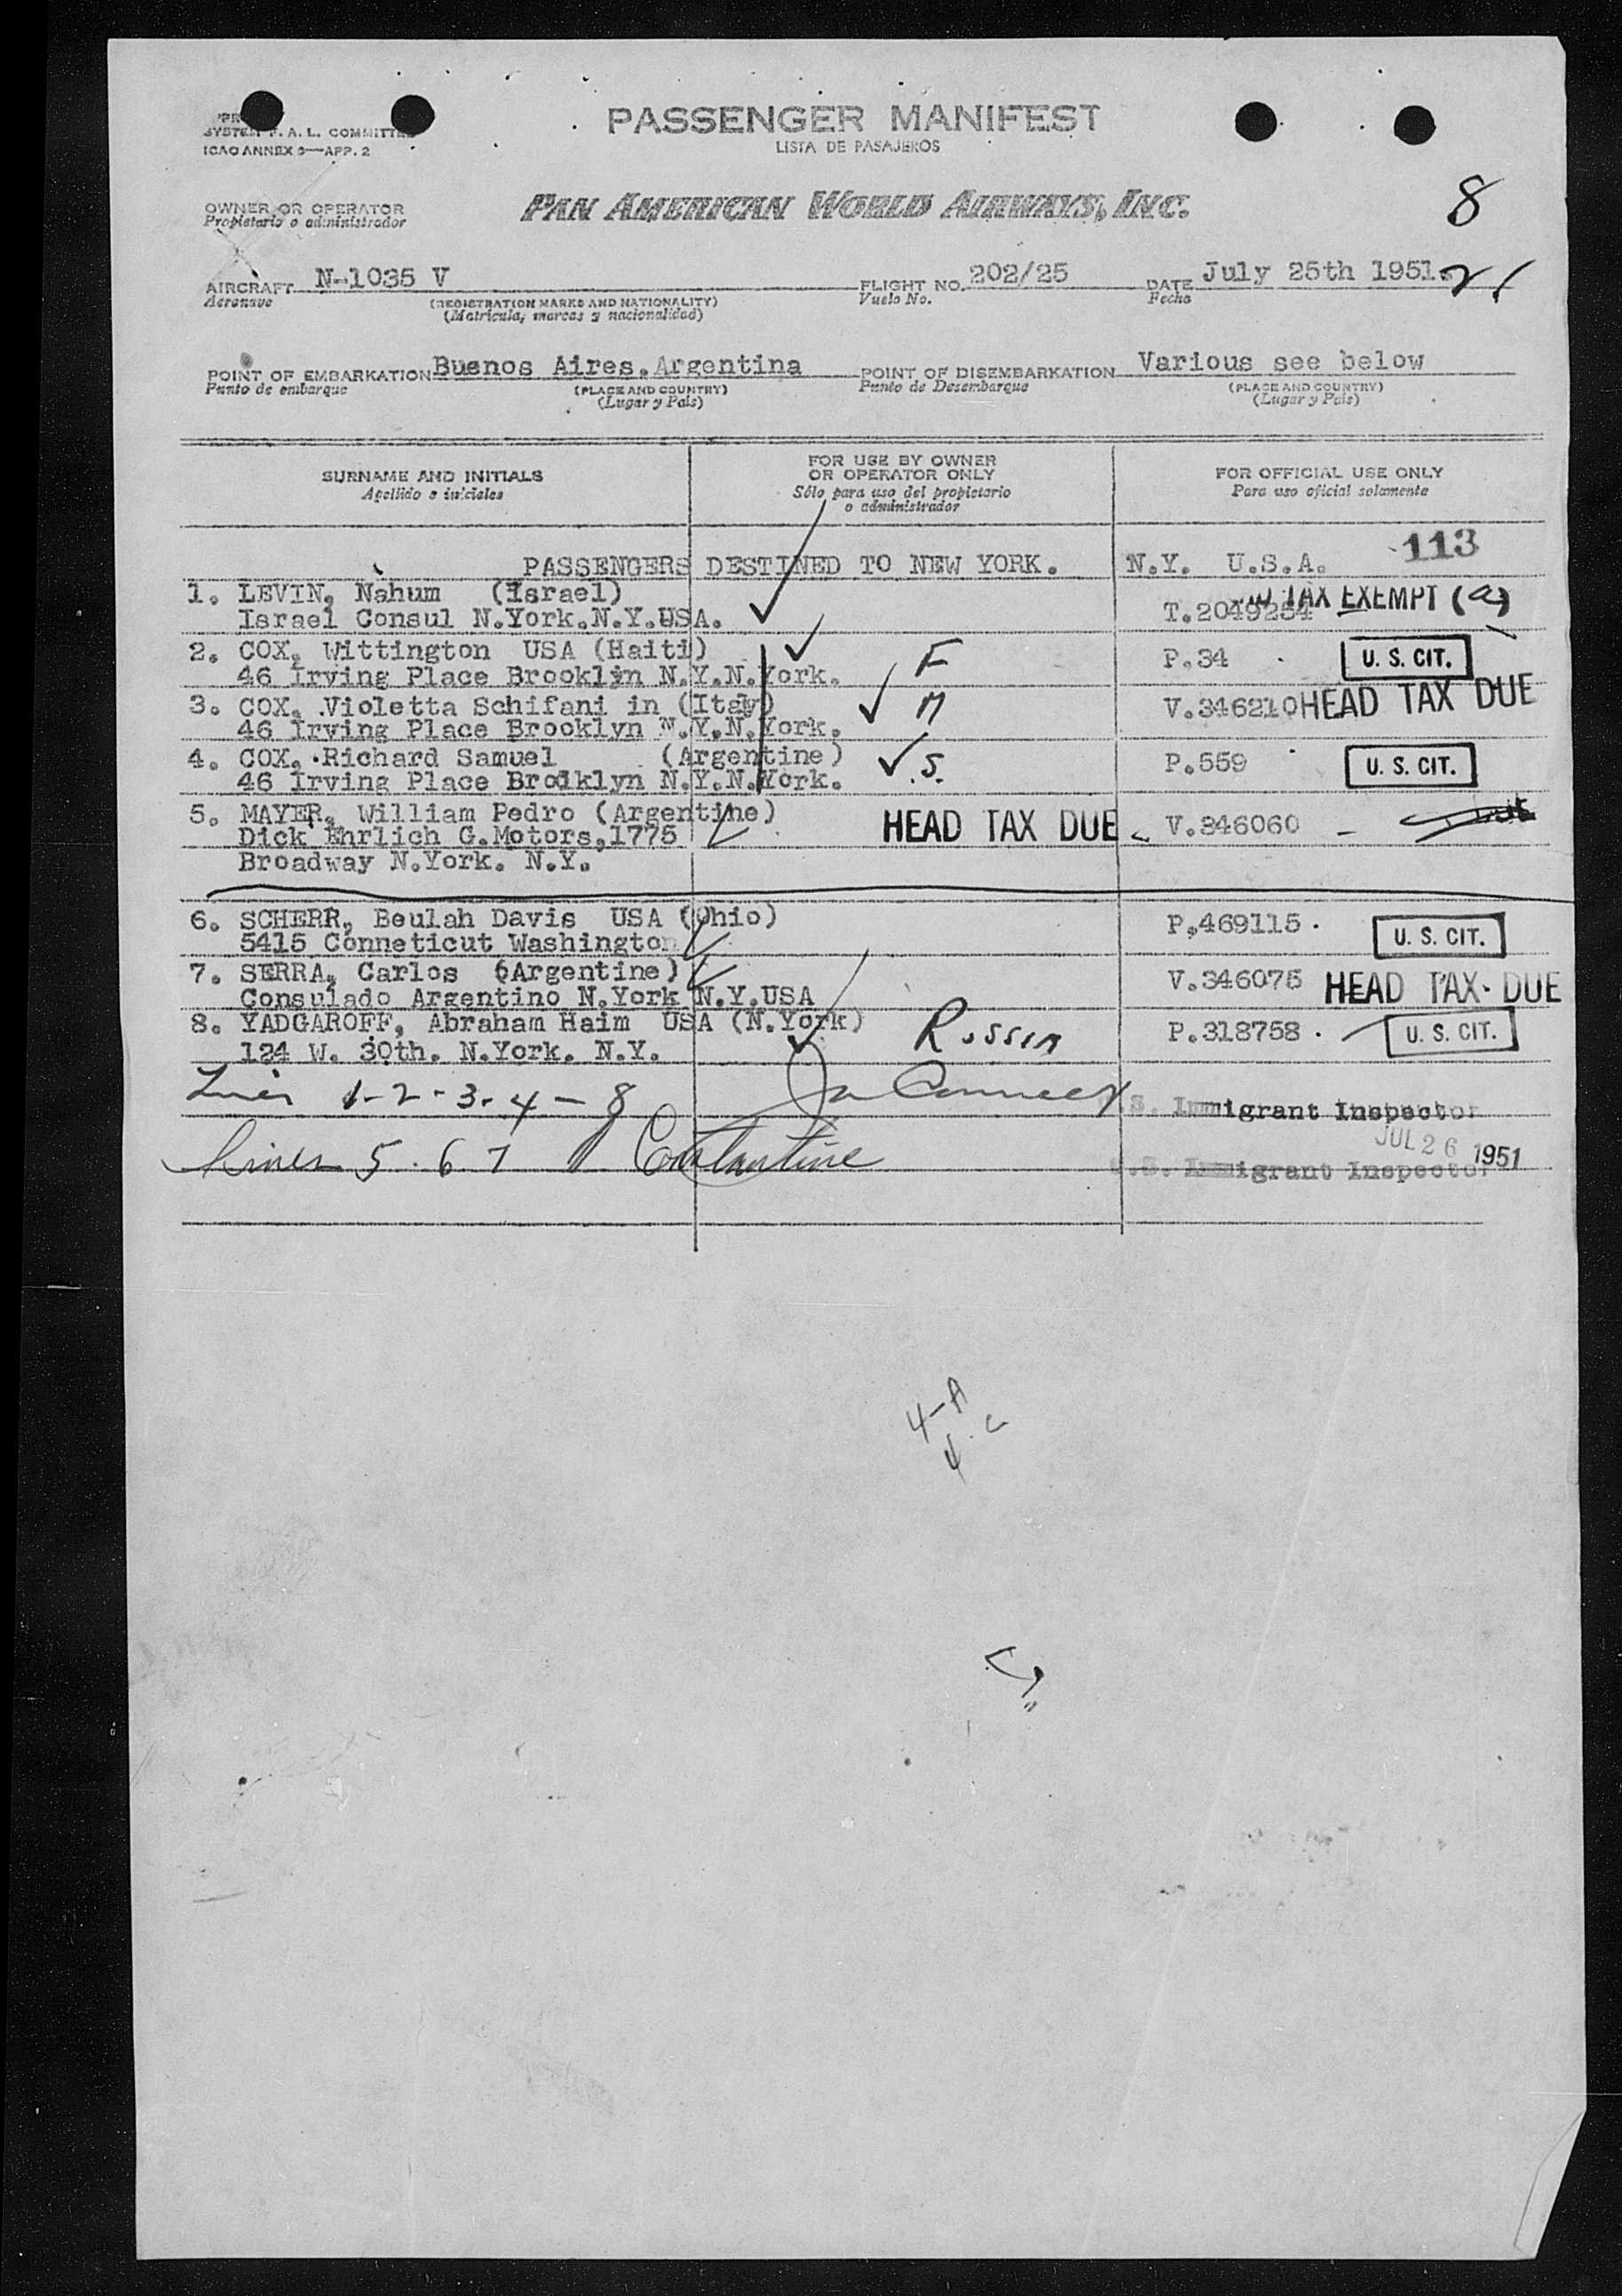 SYSTEM F. A. L. COMMITTEE
ICAO ANNEX 9—APP. 2
PASSENGER MANIFEST
LISTA DE PASAJEROS
OWNER OR OPERATOR
Propietario o administrador
PAN AMERICAN WORLD AIRWAYS, INC.
8
AIRCRAFT N-1035 V FLIGHT NO. 202/25 DATE July 25th 1951. 21
Aeronave (REGISTRATION MARKS AND NATIONALITY) Vuelo No. Fecha
(Matricula, marcas y nacionalidad)
POINT OF EMBARKATION Buenos Aires.Argentina POINT OF DISEMBARKATION Various see below
Punto de embarque (PLACE AND COUNTRY) Punto de Desembarque (PLACE AND COUNTRY)
(Lugar y País) (Lugar y País)
SURNAME AND INITIALS
Apellido e iniciales
FOR USE BY OWNER
OR OPERATOR ONLY
Sólo para uso del propietario
o administrador
FOR OFFICIAL USE ONLY
Para uso oficial solamente
PASSENGERS DESTINED TO NEW YORK. N.Y. U.S.A. 113
1. LEVIN, Nahum (Israel) TAX EXEMPT (a)
Israel Consul N.York.N.Y.USA. T.2049254
2. COX, Wittington USA (Haiti) F P.34 U. S. CIT.
46 Irving Place Brooklin N.Y.N.York.
3. COX, Violetta Schifani in (Italy) M V.346210 HEAD TAX DUE
46 Irving Place Brooklyn N.Y.N.York.
4. COX, Richard Samuel (Argentine) S. P.559 U. S. CIT.
46 Irving Place Brooklyn N.Y.N.York.
5. MAYER, William Pedro (Argentine) HEAD TAX DUE V.346060
Dick Ehrlich G.Motors,1775
Broadway N.York. N.Y.
6. SCHERR, Beulah Davis USA (Ohio) P.469115 U. S. CIT.
5415 Conneticut Washington
7. SERRA, Carlos (Argentine) V.346075 HEAD TAX DUE
Consulado Argentino N.York N.Y.USA
8. YADGAROFF, Abraham Haim USA (N.York) Russia P.318758 U. S. CIT.
124 W. 30th. N.York. N.Y.
Lines 1-2-3-4-8 S. Immigrant Inspector
JUL 26 1951
Lines 5. 6 7 Constantine U.S. Immigrant Inspector
4-A
4 C